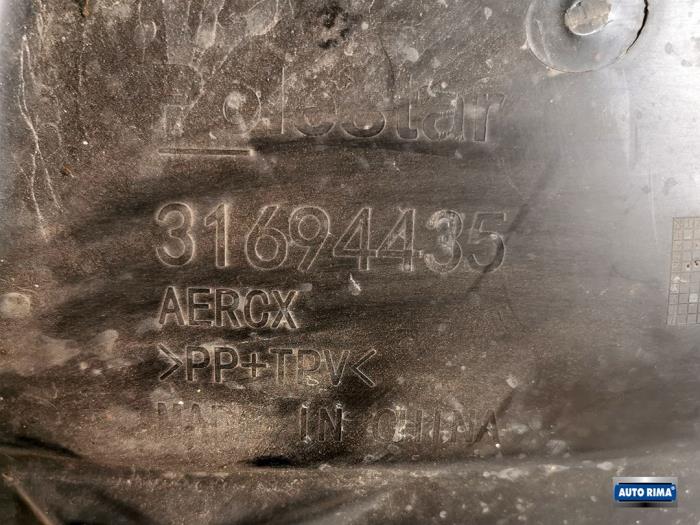 Polestar
31694435
AERCX
>PP+TPV<
MADE IN CHINA
AUTO RIMA